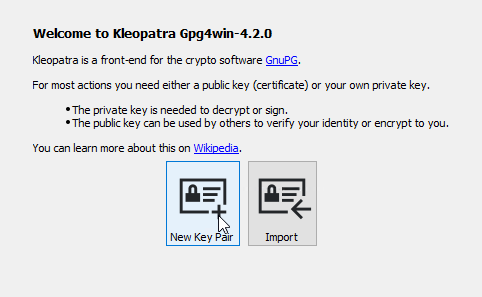 Welcome to Kleopatra Gpg4win-4.2.0
Kleopatra is a front-end for the crypto software GnuPG.
For most actions you need either a public key (certificate) or your own private key.
•The private key is needed to decrypt or sign.
•The public key can be used by others to verify your identity or encrypt to you.
You can learn more about this on Wikipedia.
New Key Pair
Import